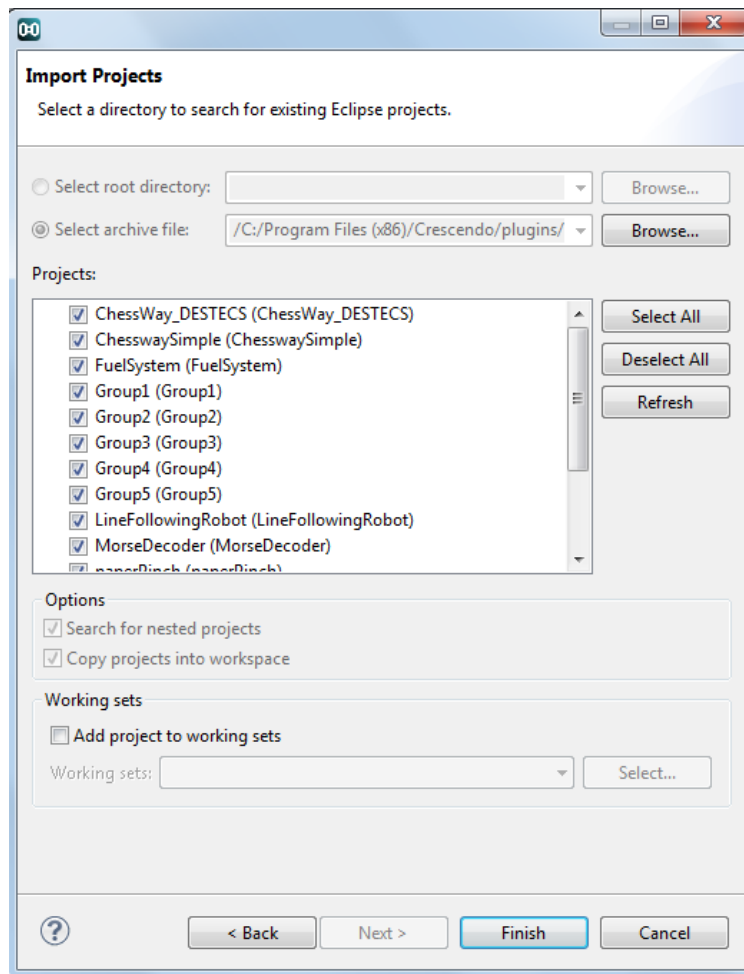 Import Projects
Select a directory to search for existing Eclipse projects.
Select root directory: Browse...
Select archive file: /C:/Program Files (x86)/Crescendo/plugins/ Browse...
Projects:
ChessWay_DESTECS (ChessWay_DESTECS) Select All
ChesswaySimple (ChesswaySimple)
FuelSystem (FuelSystem) Deselect All
Group1 (Group1)
Group2 (Group2) Refresh
Group3 (Group3)
Group4 (Group4)
Group5 (Group5)
LineFollowingRobot (LineFollowingRobot)
MorseDecoder (MorseDecoder)
Options
Search for nested projects
Copy projects into workspace
Working sets
Add project to working sets
Working sets: Select...
< Back Next > Finish Cancel